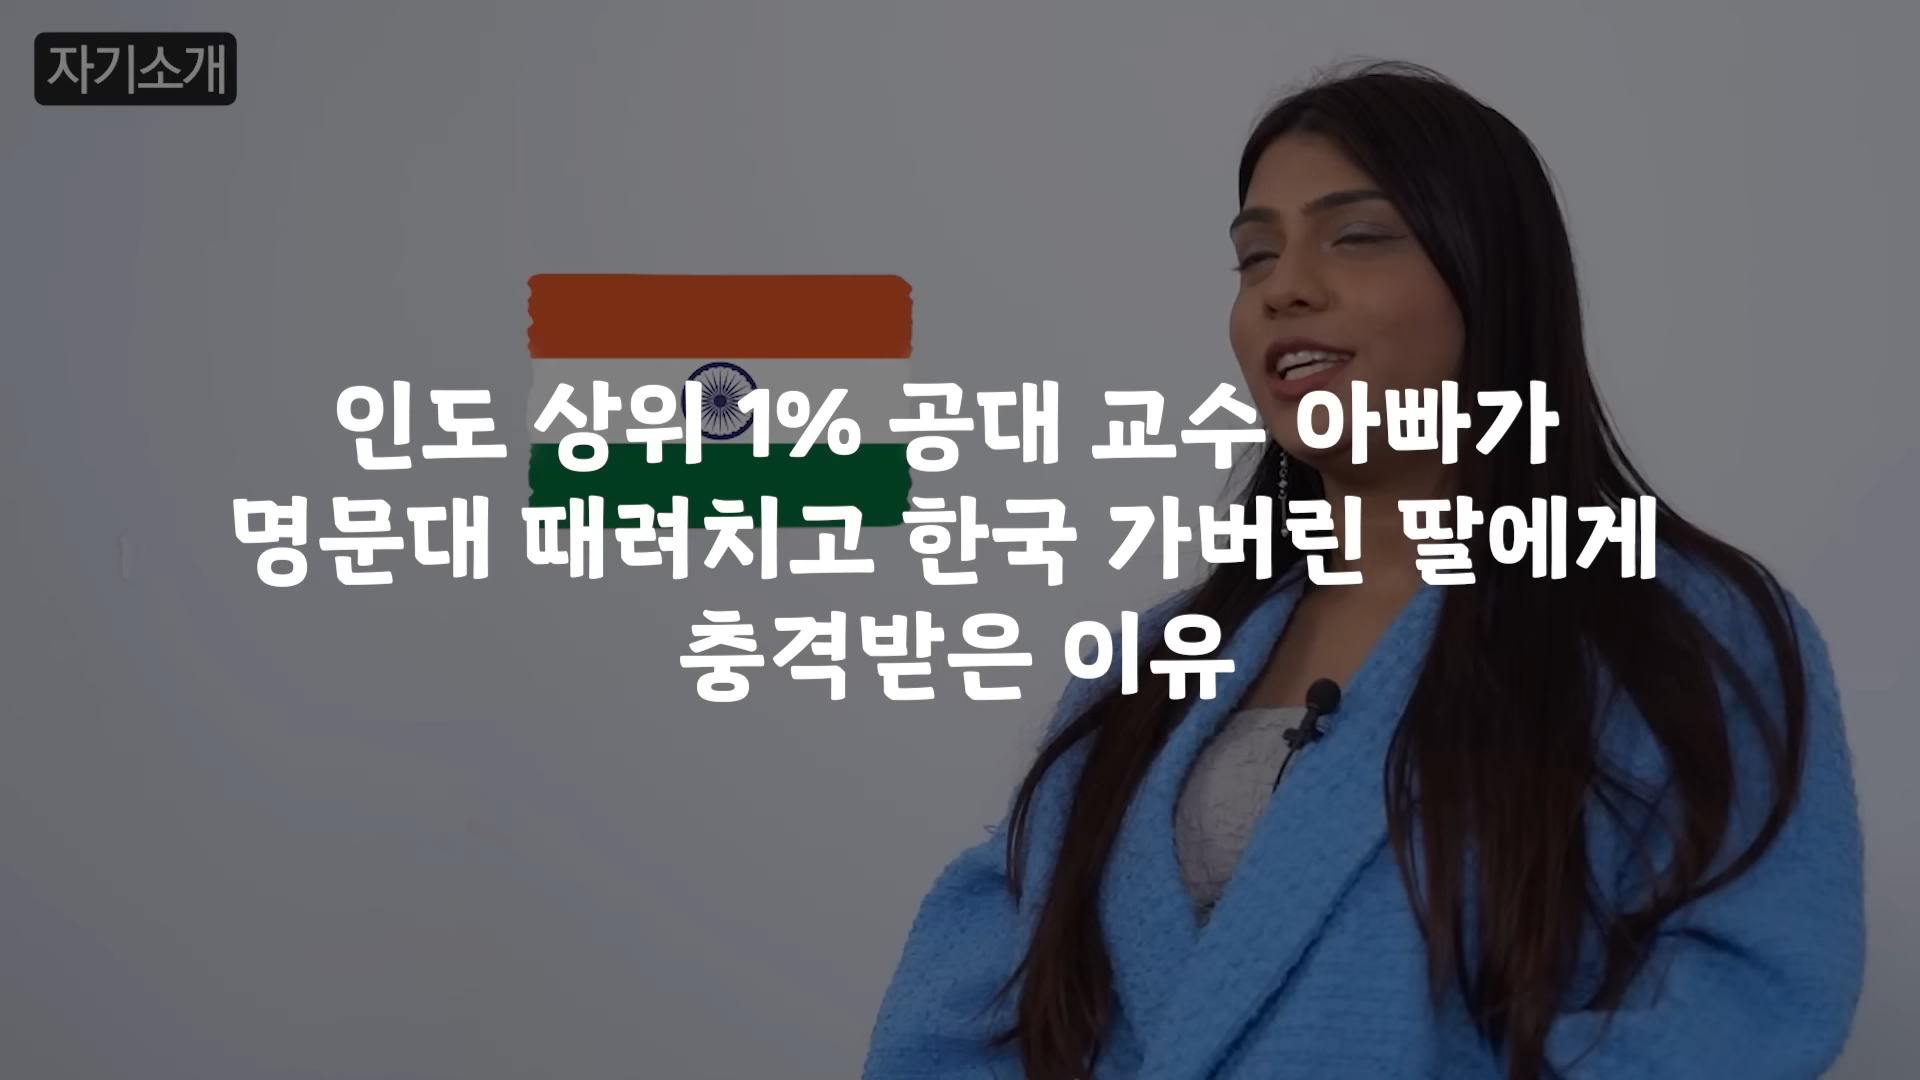 자기소개
인도 상위 1% 공대 교수 아빠가
명문대 때려치고 한국 가버린 딸에게
충격받은 이유